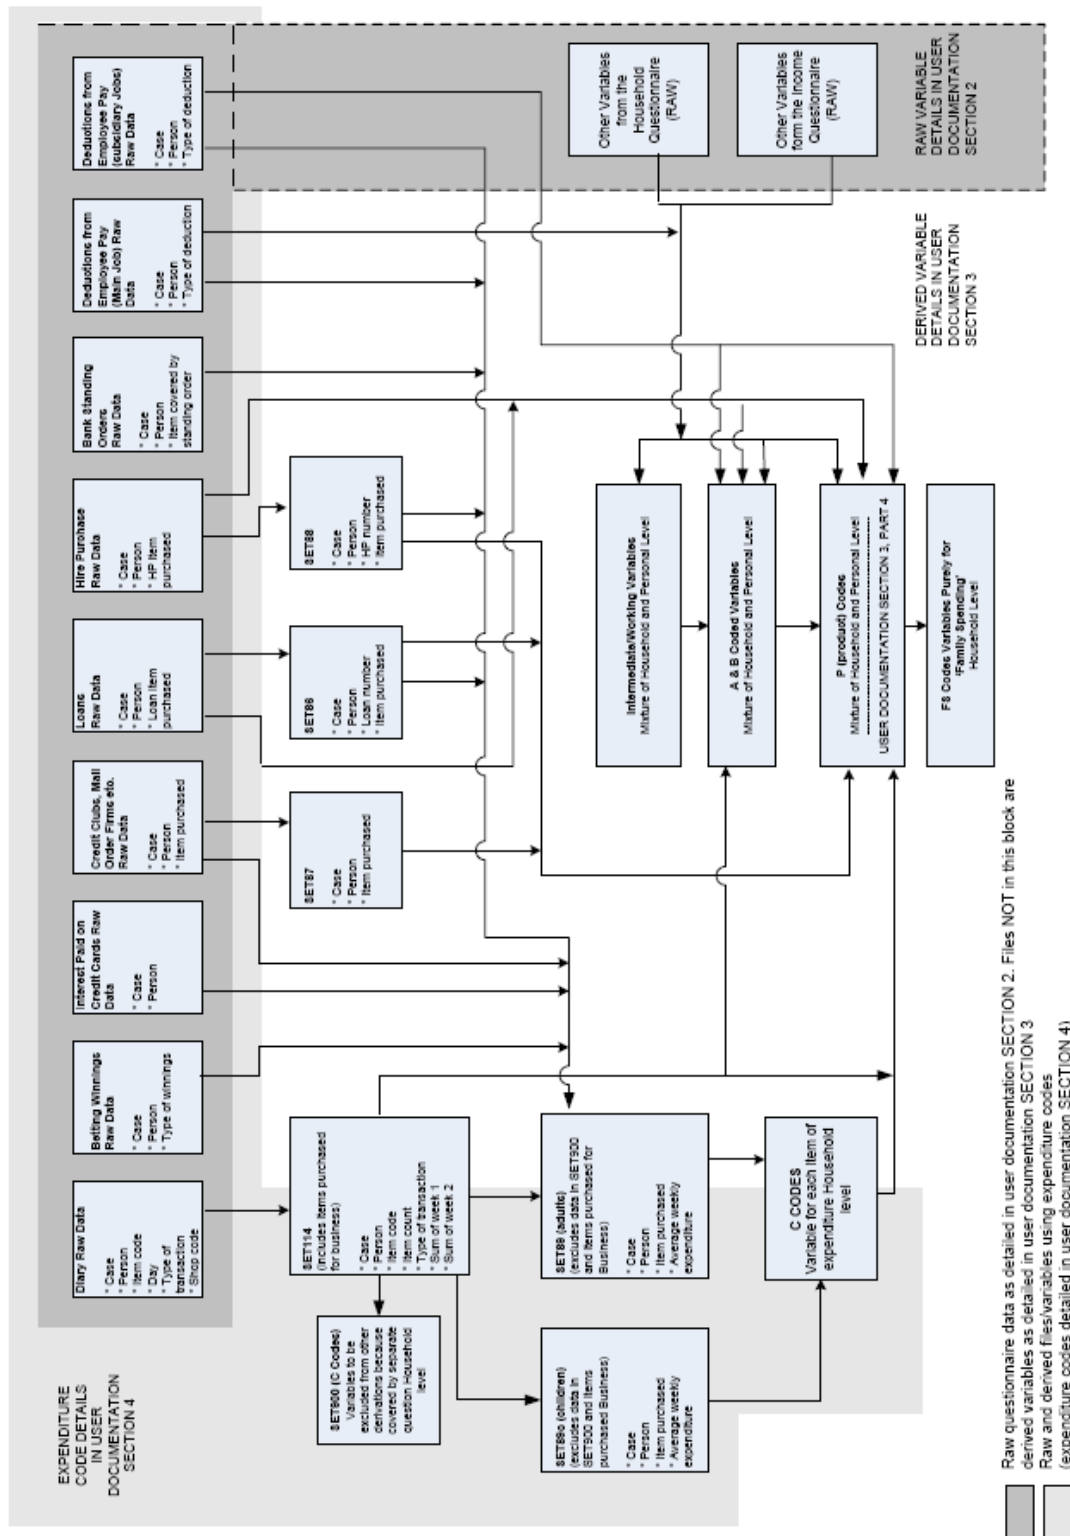 EXPENDITURE
CODE DETAILS
IN USER
DOCUMENTATION
SECTION 4
Diary Raw Data
* Case
* Person
* Item code
* Day
* Type of
transaction
* Shop code
Betting Winnings
Raw Data
* Case
* Person
* Type of winnings
Interest Paid on
Credit Cards Raw
Data
* Case
* Person
Credit Clubs, Mail
Order Firms etc.
Raw Data
* Case
* Person
* Item purchased
Loans
Raw Data
* Case
* Person
* Loan Item
purchased
Hire Purchase
Raw Data
* Case
* Person
* HP Item
purchased
Bank Standing
Orders
Raw Data
* Case
* Person
* Item covered by
standing order
Deductions from
Employee Pay
(Main Job) Raw
Data
* Case
* Person
* Type of deduction
Deductions from
Employee Pay
(subsidiary Jobs)
Raw Data
* Case
* Person
* Type of deduction
SET900 (C Codes)
Variables to be
excluded from other
derivations because
covered by separate
question Household
level
SET114
(Includes items purchased
for business)
* Case
* Person
* Item code
* Item count
* Type of transaction
* Sum of week 1
* Sum of week 2
SET87
* Case
* Person
* Item purchased
SET86
* Case
* Person
* Loan number
* Item purchased
SET88
* Case
* Person
* HP number
* Item purchased
SET89c (children)
(excludes data in
SET900 and Items
purchased Business)
* Case
* Person
* Item purchased
* Average weekly
expenditure
SET89 (adults)
(excludes data in SET900
and Items purchased for
Business)
* Case
* Person
* Item purchased
* Average weekly
expenditure
C CODES
Variable for each Item of
expenditure Household
level
Intermediate/Working Variables
Mixture of Household and Personal Level
A & B Coded Variables
Mixture of Household and Personal Level
P (product) Codes
Mixture of Household and Personal Level
USER DOCUMENTATION SECTION 3, PART 4
FS Codes Variables Purely for
'Family Spending'
Household Level
Other Variables
from the
Household
Questionnaire
(RAW)
Other Variables
form the Income
Questionnaire
(RAW)
DERIVED VARIABLE
DETAILS IN USER
DOCUMENTATION
SECTION 3
RAW VARIABLE
DETAILS IN USER
DOCUMENTATION
SECTION 2
Raw questionnaire data as detailed in user documentation SECTION 2. Files NOT in this block are
derived variables as detailed in user documentation SECTION 3
Raw and derived files/variables using expenditure codes
(expenditure codes detailed in user documentation SECTION 4)